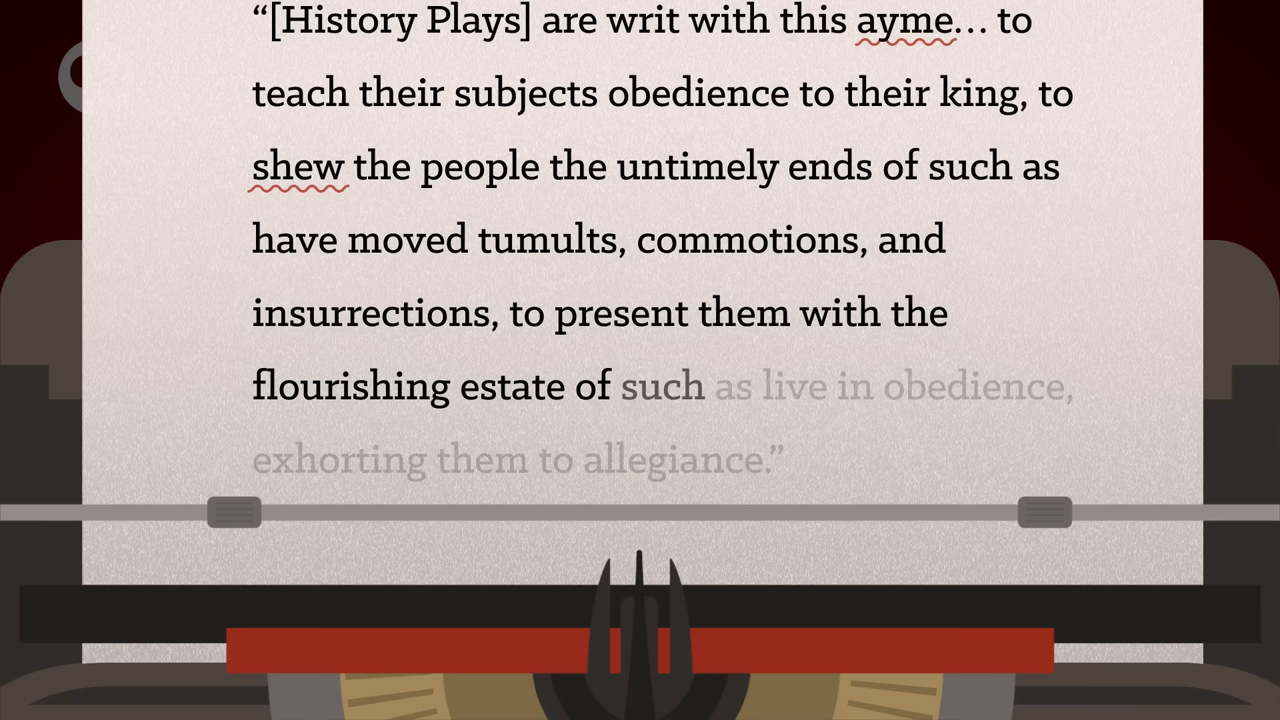 “[History Plays] are writ with this ayme… to
teach their subjects obedience to their king, to
shew the people the untimely ends of such as
have moved tumults, commotions, and
insurrections, to present them with the
flourishing estate of such as live in obedience,
exhorting them to allegiance.”